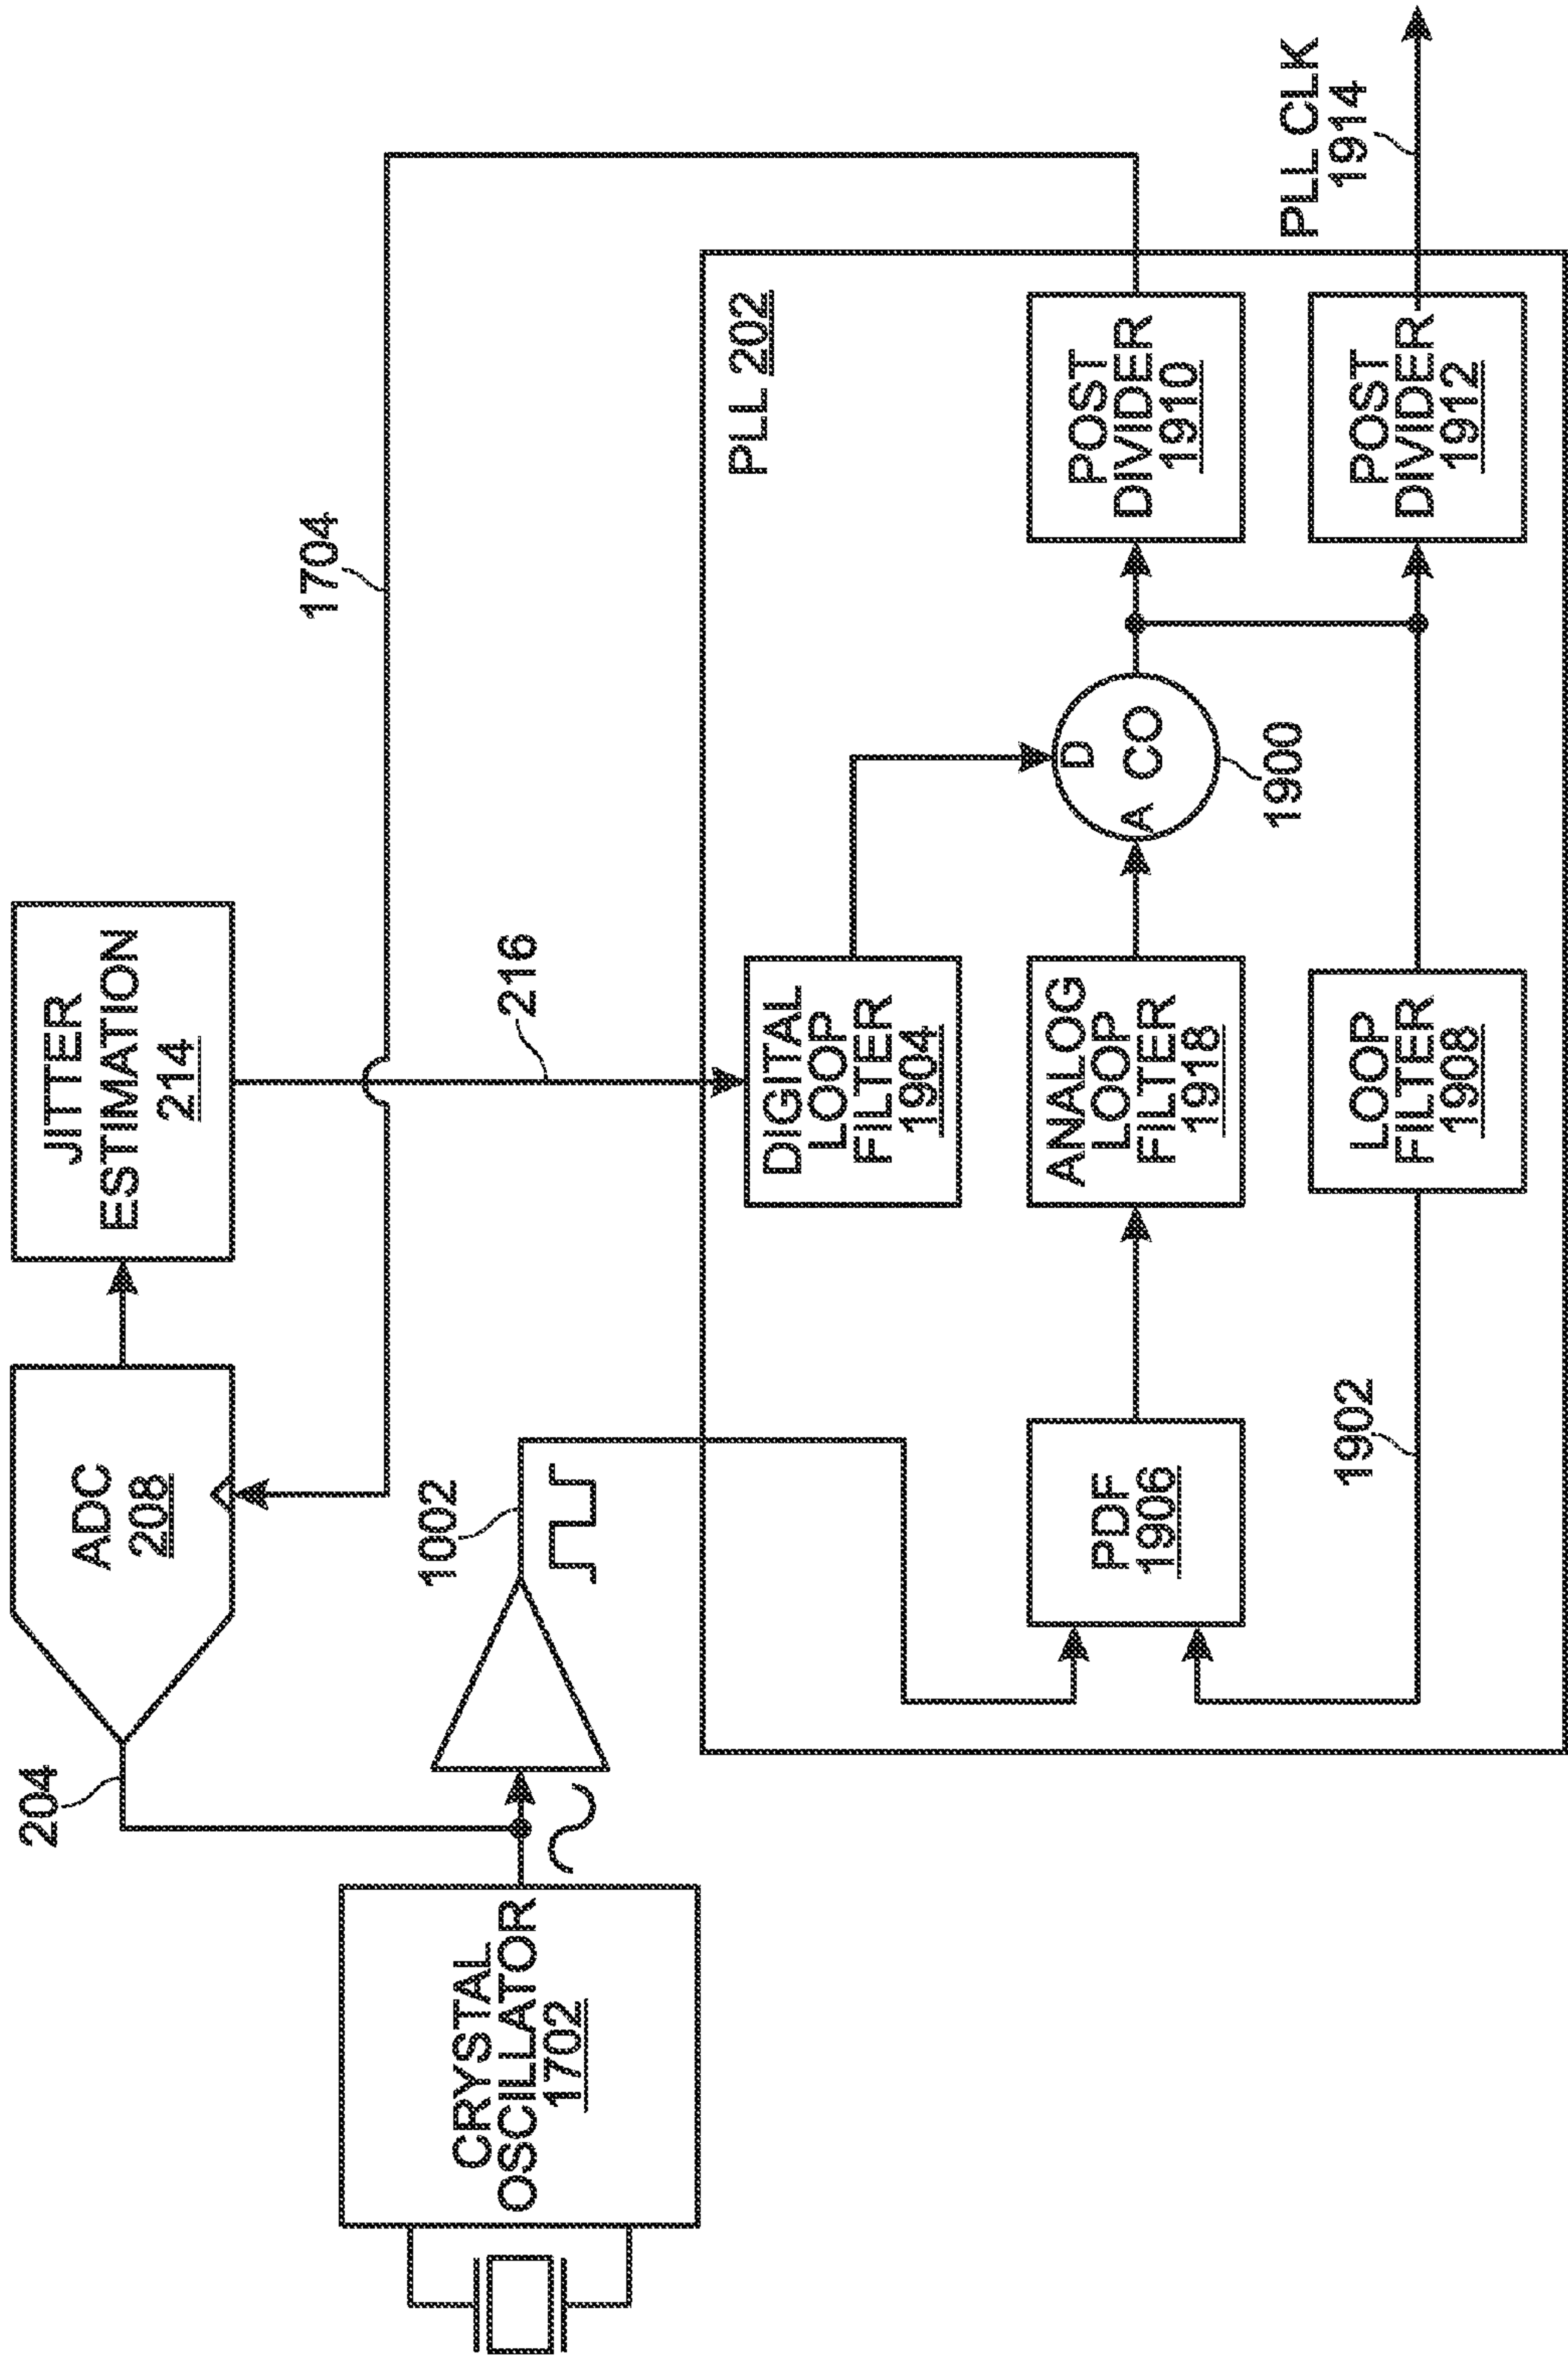 204
ADC
208
JITTER
ESTIMATION
214
1704
216
CRYSTAL
OSCILLATOR
1702
1002
PLL 202
DIGITAL
LOOP
FILTER
1904
PDF
1906
ANALOG
LOOP
FILTER
1918
D
A CO
1900
POST
DIVIDER
1910
1902
LOOP
FILTER
1908
POST
DIVIDER
1912
PLL CLK
1914